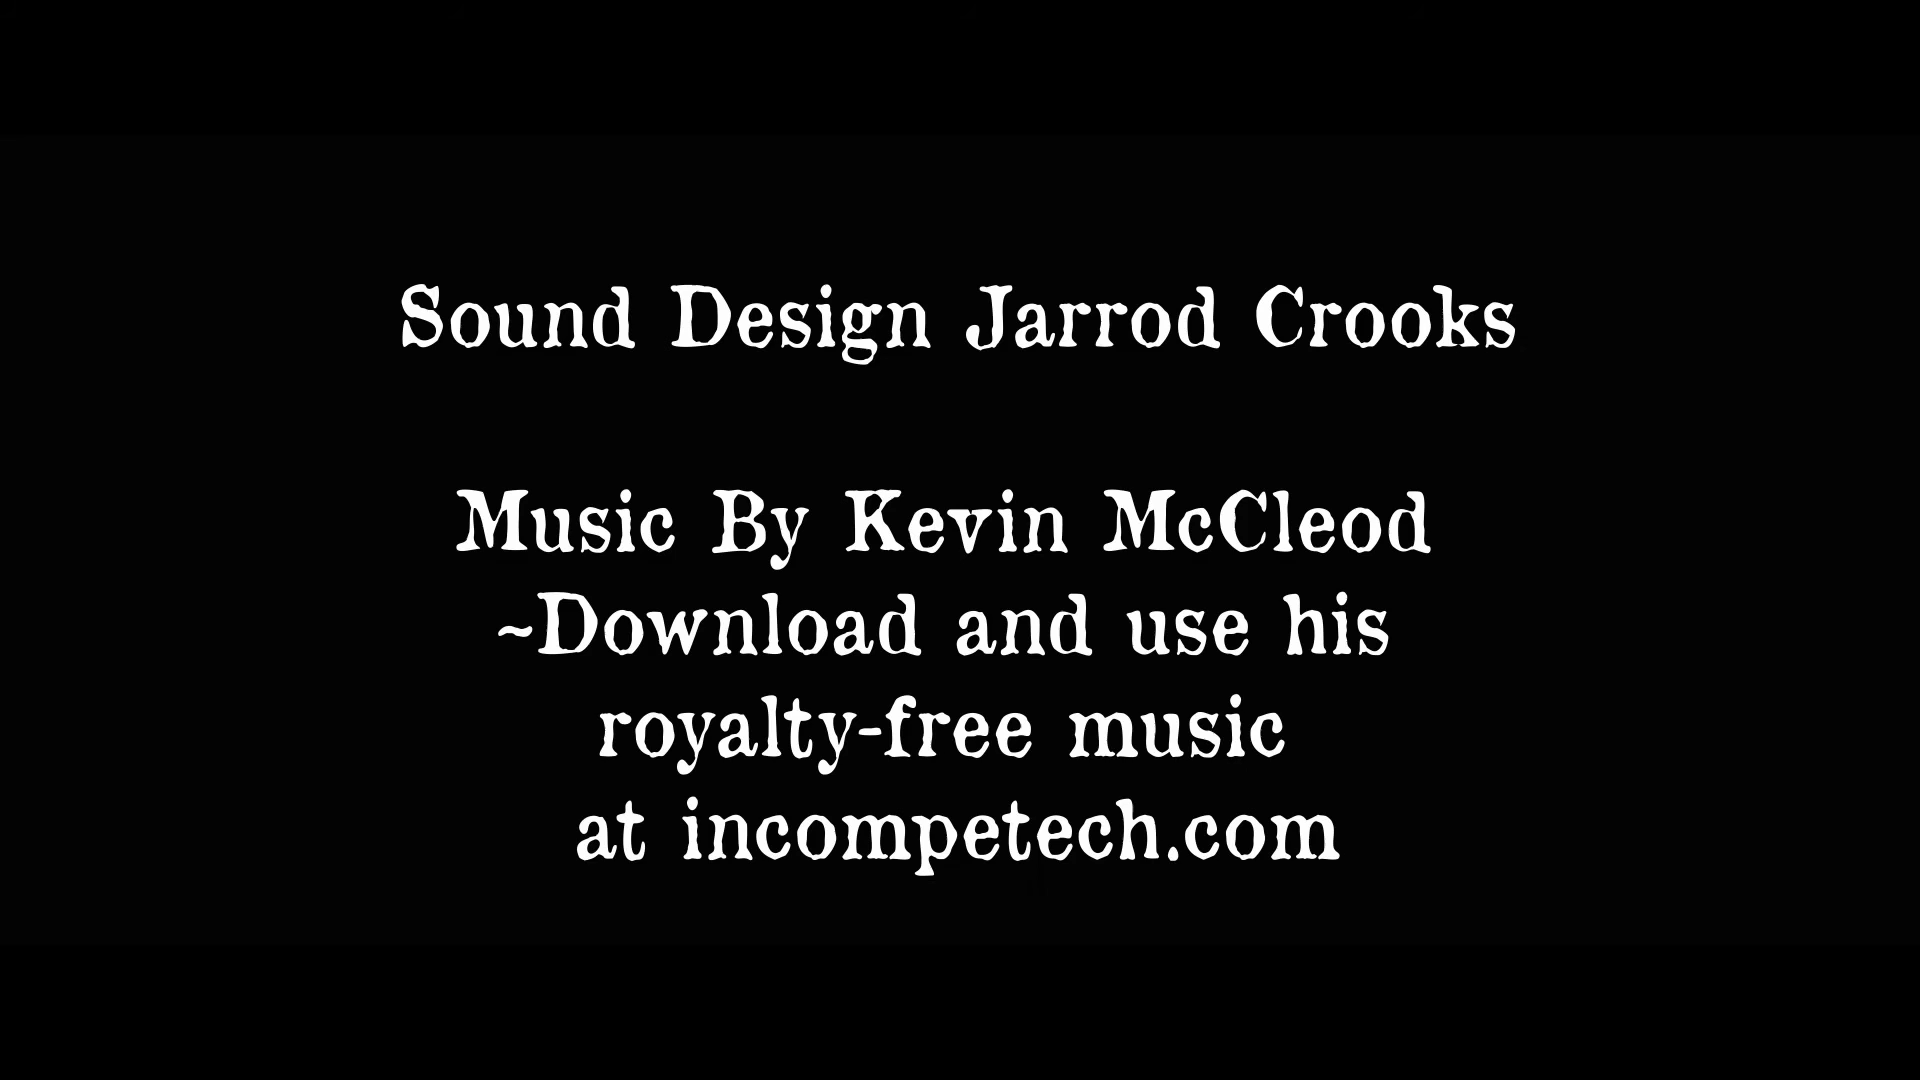 Sound Design Jarrod Crooks
Music By Kevin McCleod
~Download and use his
royalty-free music
at incompetech.com